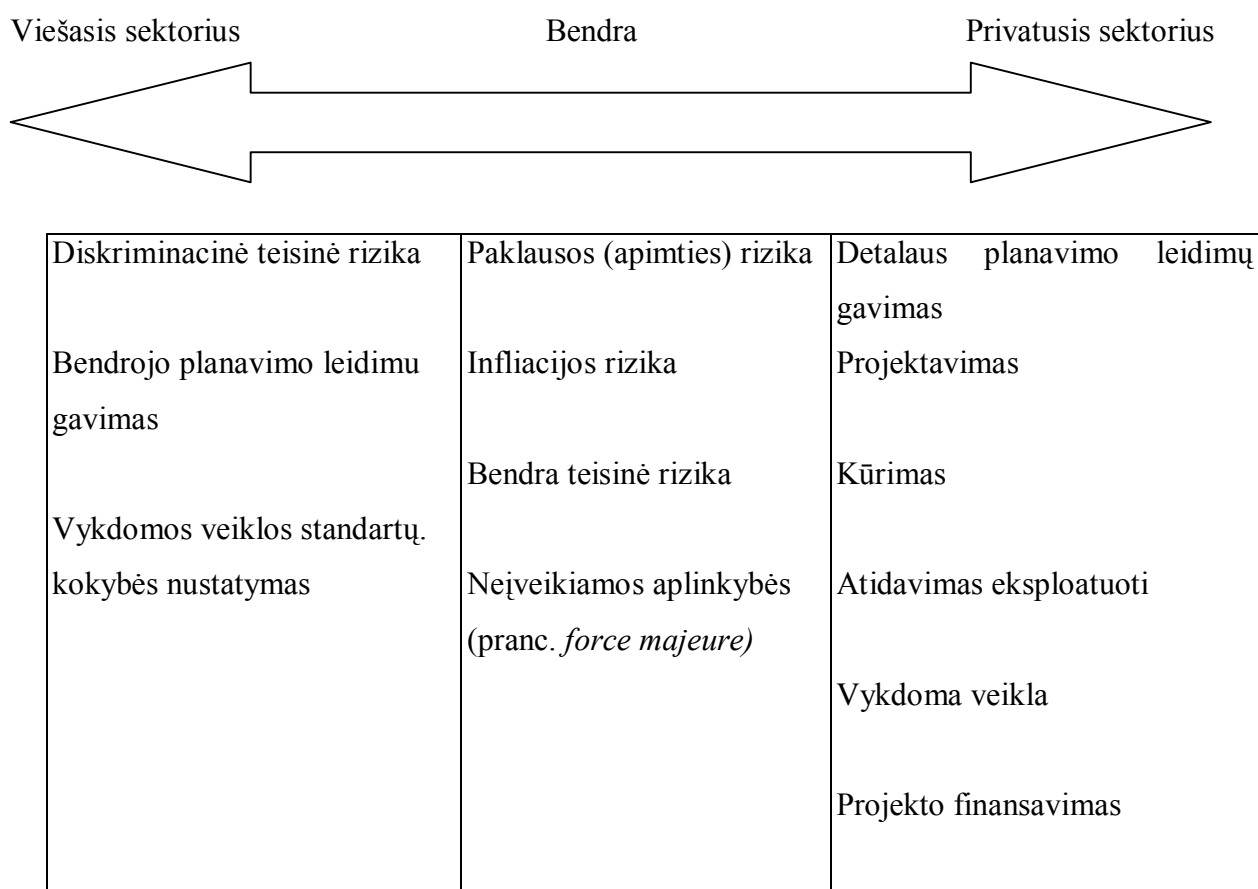 Viešasis sektorius Bendra Privatusis sektorius
Diskriminacinė teisinė rizika
Bendrojo planavimo leidimu
gavimas
Vykdomos veiklos standartų.
kokybės nustatymas
Paklausos (apimties) rizika
Infliacijos rizika
Bendra teisinė rizika
Neįveikiamos aplinkybės
(pranc. force majeure)
Detalaus planavimo leidimų
gavimas
Projektavimas
Kūrimas
Atidavimas eksploatuoti
Vykdoma veikla
Projekto finansavimas